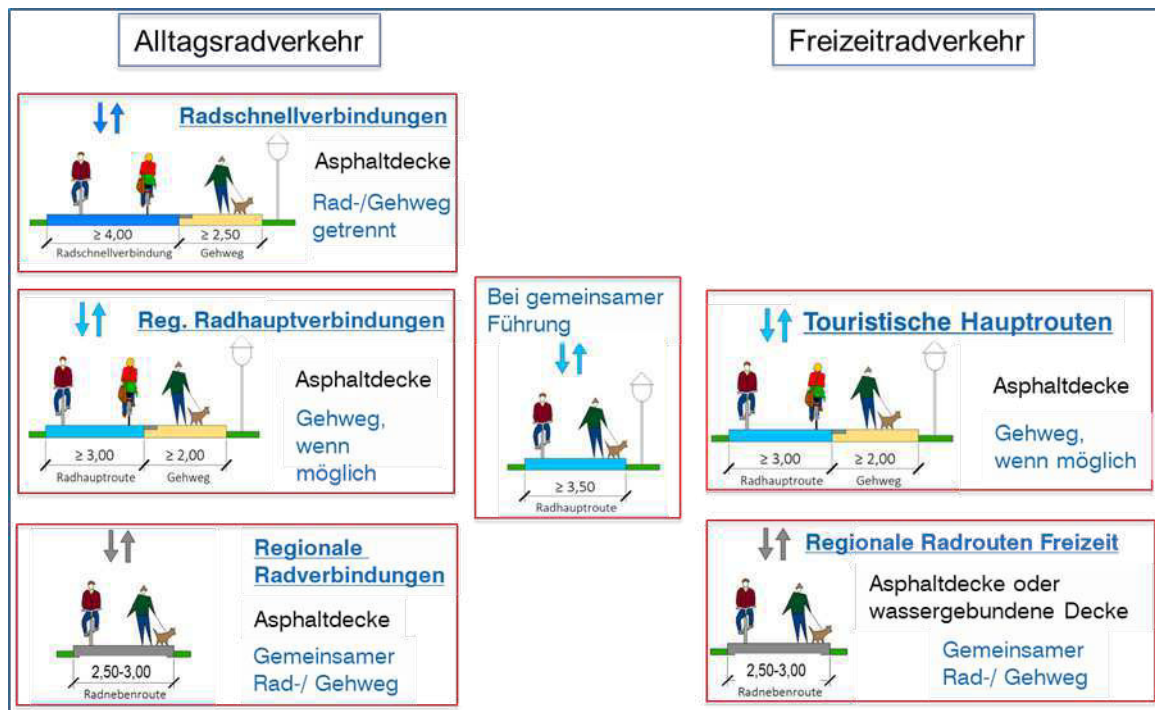 Alltagsradverkehr
Freizeitradverkehr
Radschnellverbindungen
Asphaltdecke
Rad-/Gehweg
getrennt
≥ 4,00
≥ 2,50
Radschnellverbindung
Gehweg
Reg. Radhauptverbindungen
Asphaltdecke
Gehweg,
wenn
möglich
≥ 3,00
≥ 2,00
Radhauptroute
Gehweg
Bei gemeinsamer
Führung
≥ 3,50
Radhauptroute
Touristische Hauptrouten
Asphaltdecke
Gehweg,
wenn möglich
≥ 3,00
≥ 2,00
Radhauptroute
Gehweg
Regionale
Radverbindungen
Asphaltdecke
Gemeinsamer
Rad-/ Gehweg
2,50-3,00
Radnebenroute
Regionale Radrouten Freizeit
Asphaltdecke oder
wassergebundene Decke
Gemeinsamer
Rad-/ Gehweg
2,50-3,00
Radnebenroute